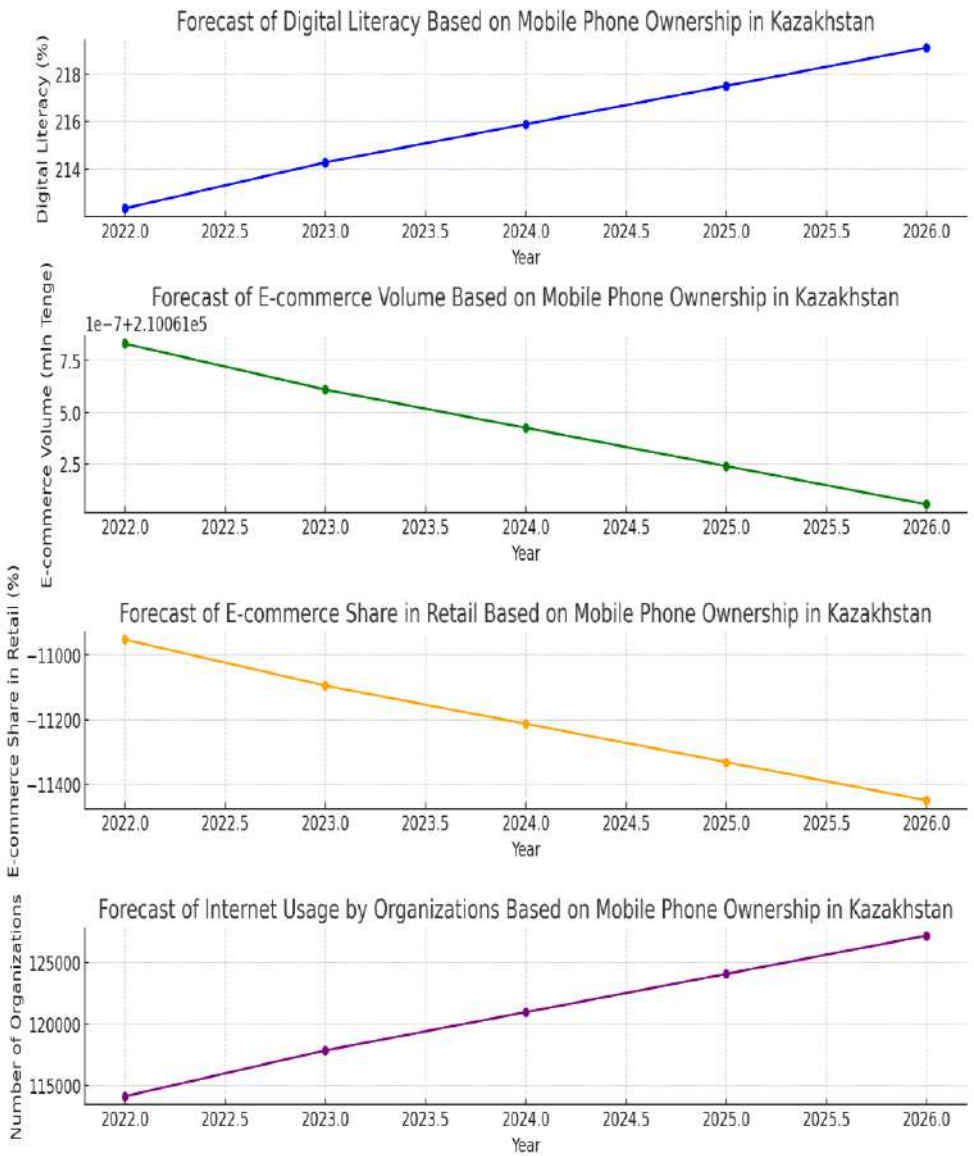 Forecast of Digital Literacy Based on Mobile Phone Ownership in Kazakhstan
Digital Literacy (%)
218
216
214
2022.0 2022.5 2023.0 2023.5 2024.0 2024.5 2025.0 2025.5 2026.0
Year
Forecast of E-commerce Volume Based on Mobile Phone Ownership in Kazakhstan
1e-7+2.10061e5
E-commerce Volume (mln Tenge)
7.5
5.0
2.5
2022.0 2022.5 2023.0 2023.5 2024.0 2024.5 2025.0 2025.5 2026.0
Year
Forecast of E-commerce Share in Retail Based on Mobile Phone Ownership in Kazakhstan
E-commerce Share in Retail (%)
−11000
−11200
−11400
2022.0 2022.5 2023.0 2023.5 2024.0 2024.5 2025.0 2025.5 2026.0
Year
Forecast of Internet Usage by Organizations Based on Mobile Phone Ownership in Kazakhstan
Number of Organizations
125000
120000
115000
2022.0 2022.5 2023.0 2023.5 2024.0 2024.5 2025.0 2025.5 2026.0
Year